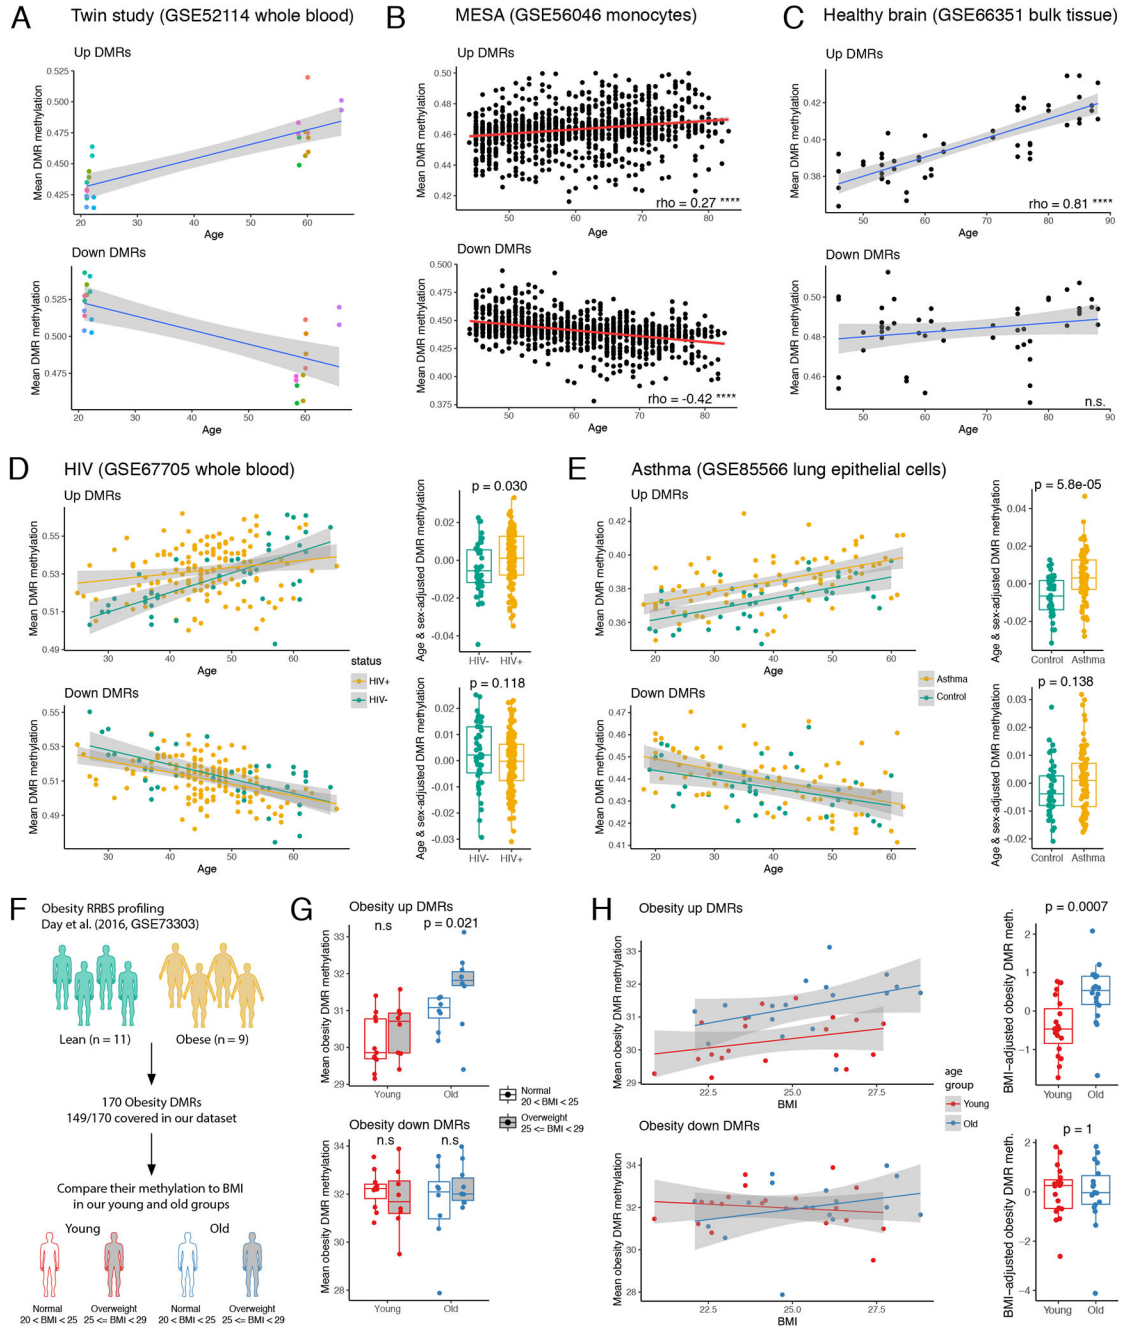 A Twin study (GSE52114 whole blood)
Up DMRs
Mean DMR methylation
0.525
0.500
0.475
0.450
0.425
20 30 40 50 60
Age
Down DMRs
Mean DMR methylation
0.525
0.500
0.475
20 30 40 50 60
Age
B MESA (GSE56046 monocytes)
Up DMRs
Mean DMR methylation
0.50
0.48
0.46
0.44
0.42
rho = 0.27 ****
50 60 70 80
Age
Down DMRs
Mean DMR methylation
0.500
0.475
0.450
0.425
0.400
0.375
rho = -0.42 ****
50 60 70 80
Age
C Healthy brain (GSE66351 bulk tissue)
Up DMRs
Mean DMR methylation
0.42
0.40
0.38
rho = 0.81 ****
50 60 70 80 90
Age
Down DMRs
Mean DMR methylation
0.50
0.48
0.46
n.s.
50 60 70 80 90
Age
D HIV (GSE67705 whole blood)
Up DMRs
Mean DMR methylation
0.55
0.53
0.51
0.49
30 40 50 60
Age
p = 0.030
Age & sex-adjusted DMR methylation
0.02
0.00
-0.02
-0.04
HIV- HIV+
status
HIV+
HIV-
Down DMRs
Mean DMR methylation
0.55
0.53
0.51
0.49
30 40 50 60
Age
p = 0.118
Age & sex-adjusted DMR methylation
0.02
0.01
0.00
-0.01
-0.02
-0.03
HIV- HIV+
E Asthma (GSE85566 lung epithelial cells)
Up DMRs
Mean DMR methylation
0.42
0.40
0.38
0.36
20 30 40 50 60
Age
p = 5.8e-05
Age & sex-adjusted DMR methylation
0.04
0.02
0.00
-0.02
Control Asthma
Asthma
Control
Down DMRs
Mean DMR methylation
0.47
0.46
0.45
0.44
0.43
0.42
0.41
20 30 40 50 60
Age
p = 0.138
Age & sex-adjusted DMR methylation
0.03
0.02
0.01
0.00
-0.01
-0.02
Control Asthma
F Obesity RRBS profiling
Day et al. (2016, GSE73303)
Lean (n = 11) Obese (n = 9)
170 Obesity DMRs
149/170 covered in our dataset
Compare their methylation to BMI
in our young and old groups
Young Old
Normal Overweight Normal Overweight
20 < BMI < 25 25 <= BMI < 29 20 < BMI < 25 25 <= BMI < 29
G Obesity up DMRs
n.s p = 0.021
Mean obesity DMR methylation
33
32
31
30
29
Young Old
Normal
20 < BMI < 25
Overweight
25 <= BMI < 29
Obesity down DMRs
n.s n.s
Mean obesity DMR methylation
34
32
30
28
Young Old
H Obesity up DMRs
Mean obesity DMR methylation
33
32
31
30
29
22.5 25.0 27.5
BMI
p = 0.0007
BMI-adjusted obesity DMR meth.
2
1
0
-1
Young Old
age
group
Young
Old
Obesity down DMRs
Mean obesity DMR methylation
34
32
30
28
22.5 25.0 27.5
BMI
p = 1
BMI-adjusted obesity DMR meth.
2
0
-2
-4
Young Old